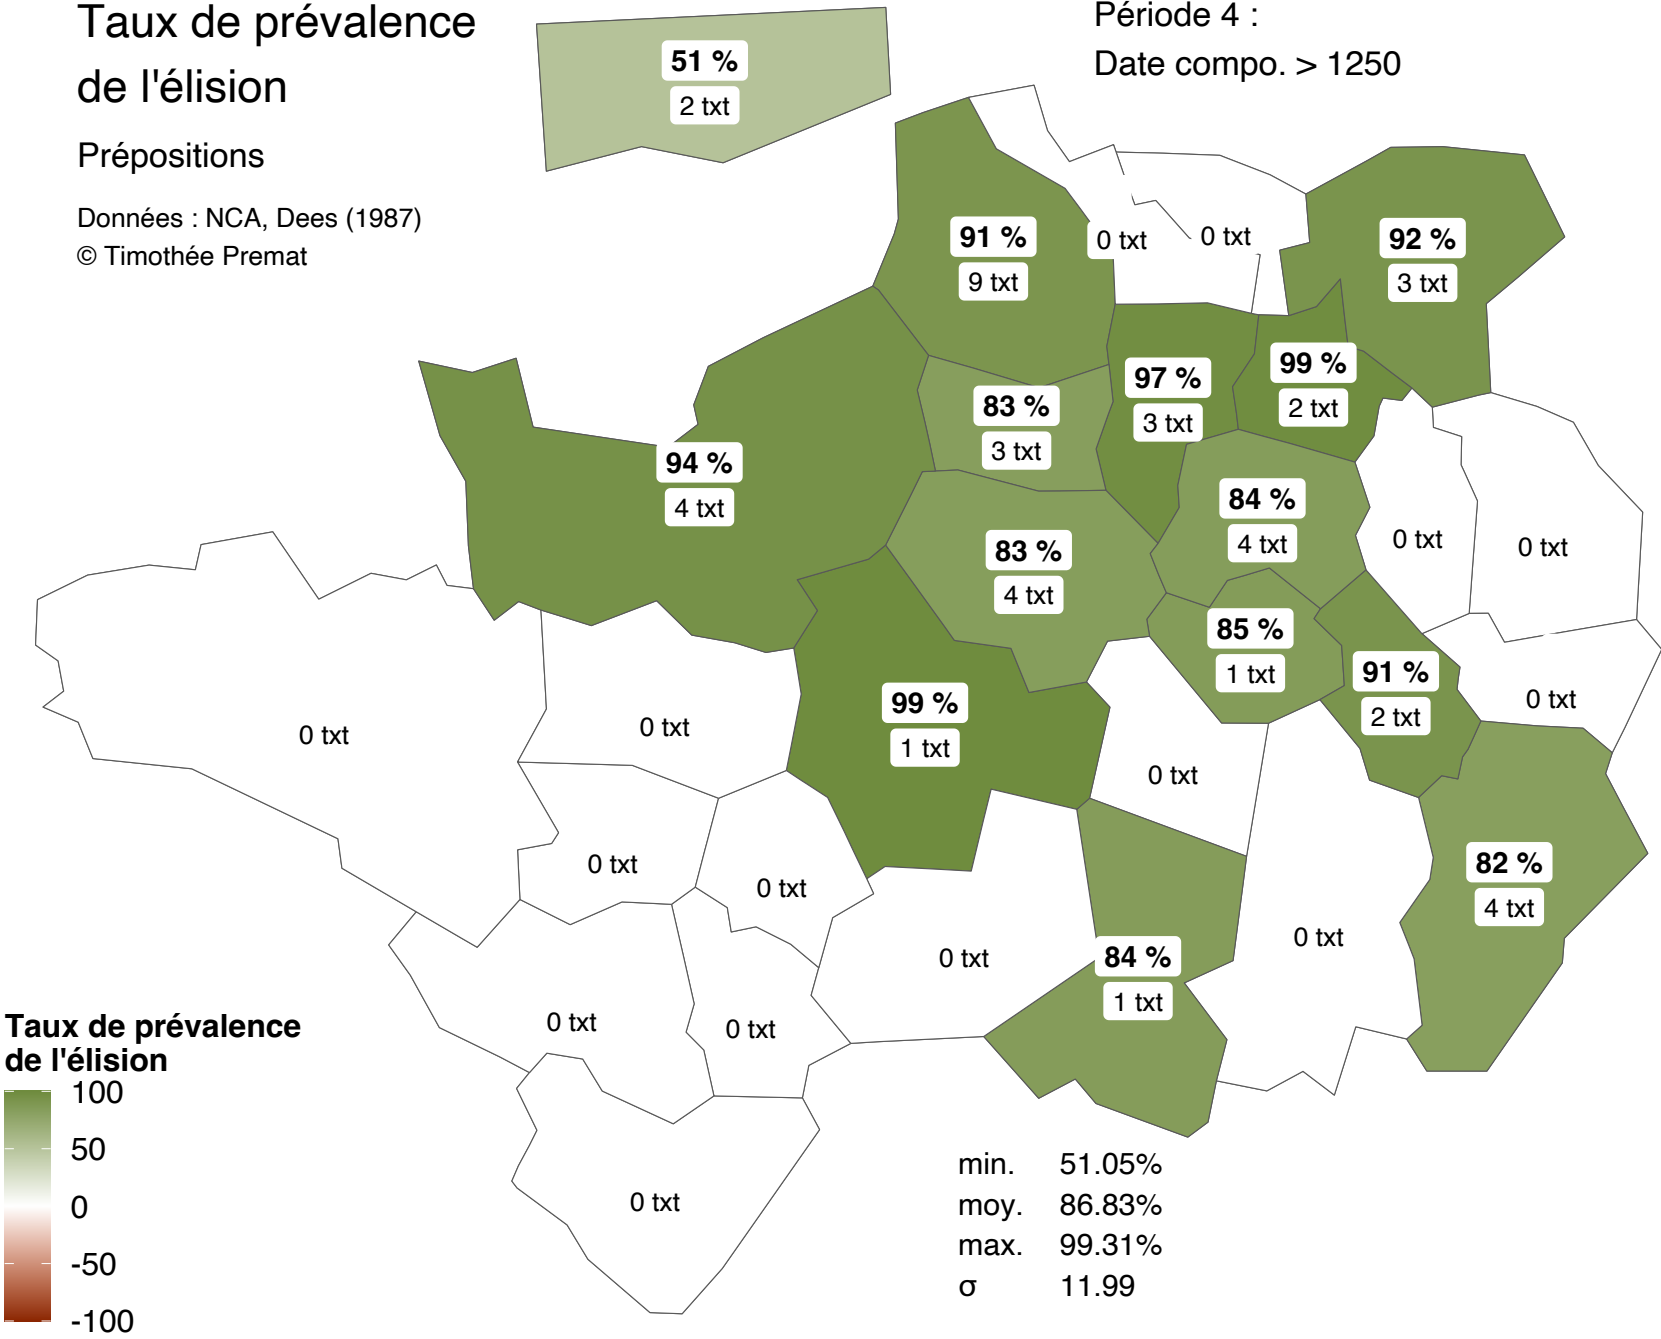 Taux de prévalence
de l'élision
Prépositions
Données : NCA, Dees (1987)
© Timothée Premat
Période 4 :
Date compo. > 1250
51 %
2 txt
91 %
9 txt
0 txt
0 txt
92 %
3 txt
94 %
4 txt
83 %
3 txt
97 %
3 txt
99 %
2 txt
83 %
4 txt
84 %
4 txt
0 txt
0 txt
85 %
1 txt
91 %
2 txt
0 txt
0 txt
0 txt
99 %
1 txt
0 txt
0 txt
0 txt
82 %
4 txt
0 txt
84 %
1 txt
0 txt
0 txt
0 txt
0 txt
Taux de prévalence
de l'élision
100
50
0
-50
-100
min. 51.05%
moy. 86.83%
max. 99.31%
σ 11.99